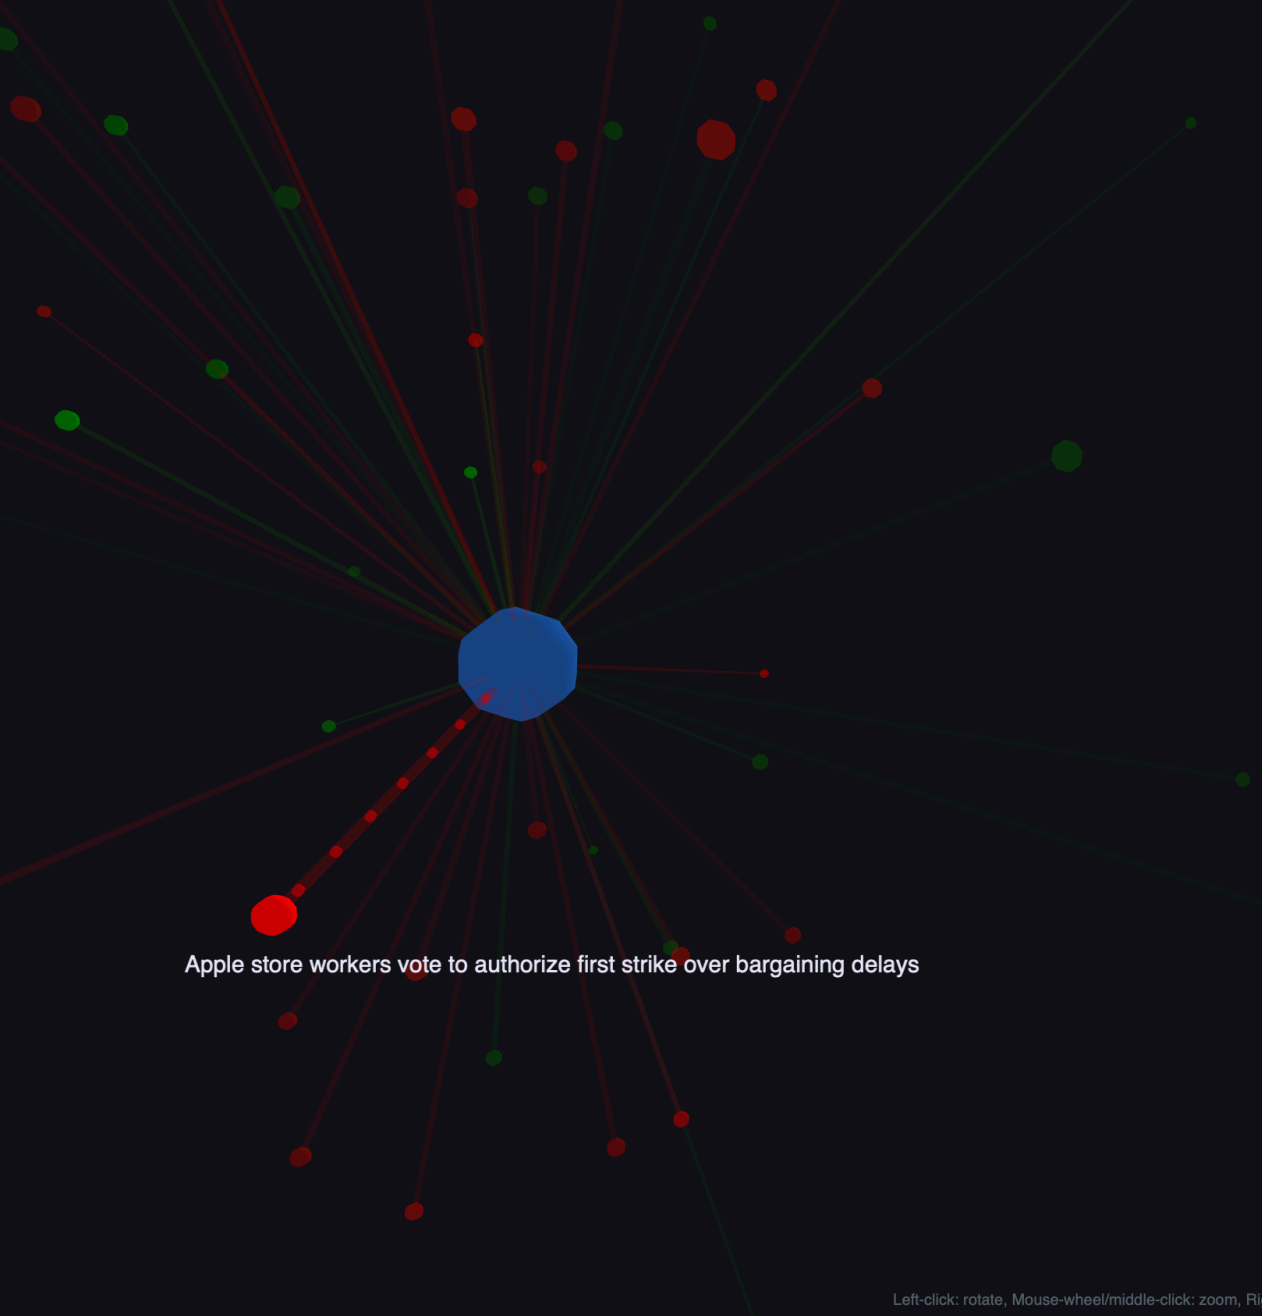 Apple store workers vote to authorize first strike over bargaining delays
Left-click: rotate, Mouse-wheel/middle-click: zoom,